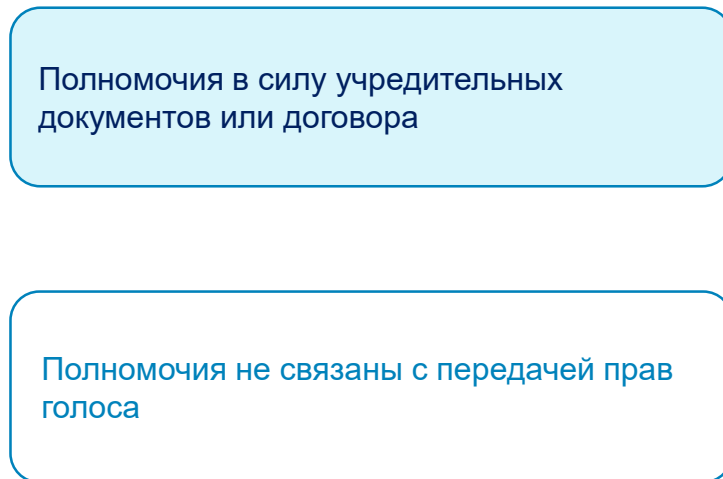 Полномочия в силу учредительных
документов или договора
Полномочия не связаны с передачей прав
голоса